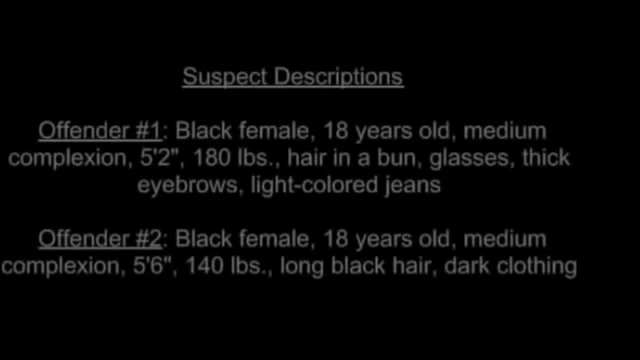 Suspect Descriptions
Offender #1: Black female, 18 years old, medium
complexion, 5'2", 180 lbs., hair in a bun, glasses, thick
eyebrows, light-colored jeans
Offender #2: Black female, 18 years old, medium
complexion, 5'6", 140 lbs., long black hair, dark clothing